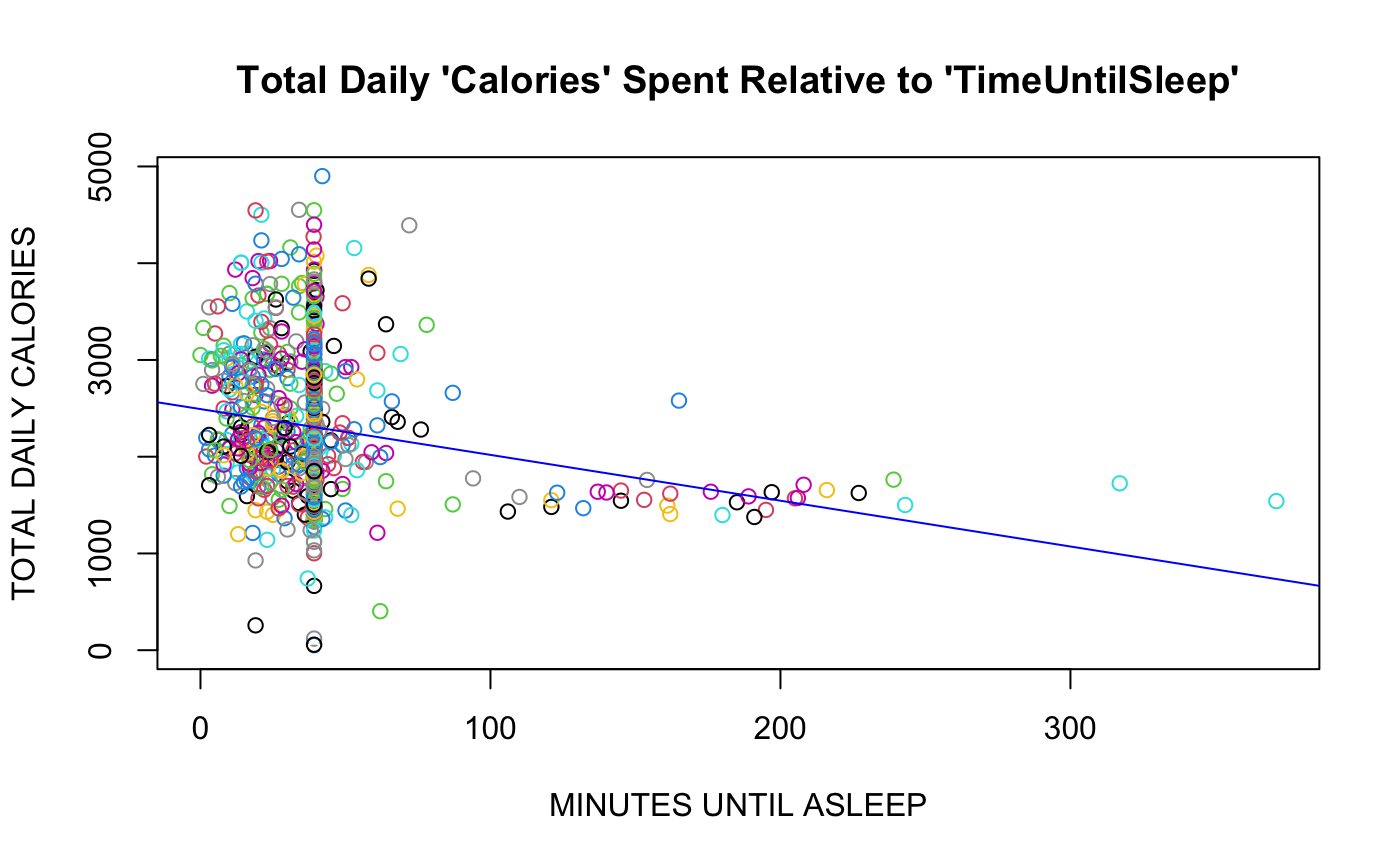 Total Daily 'Calories' Spent Relative to 'TimeUntilSleep'
TOTAL DAILY CALORIES
5000
3000
1000
0
0 100 200 300
MINUTES UNTIL ASLEEP